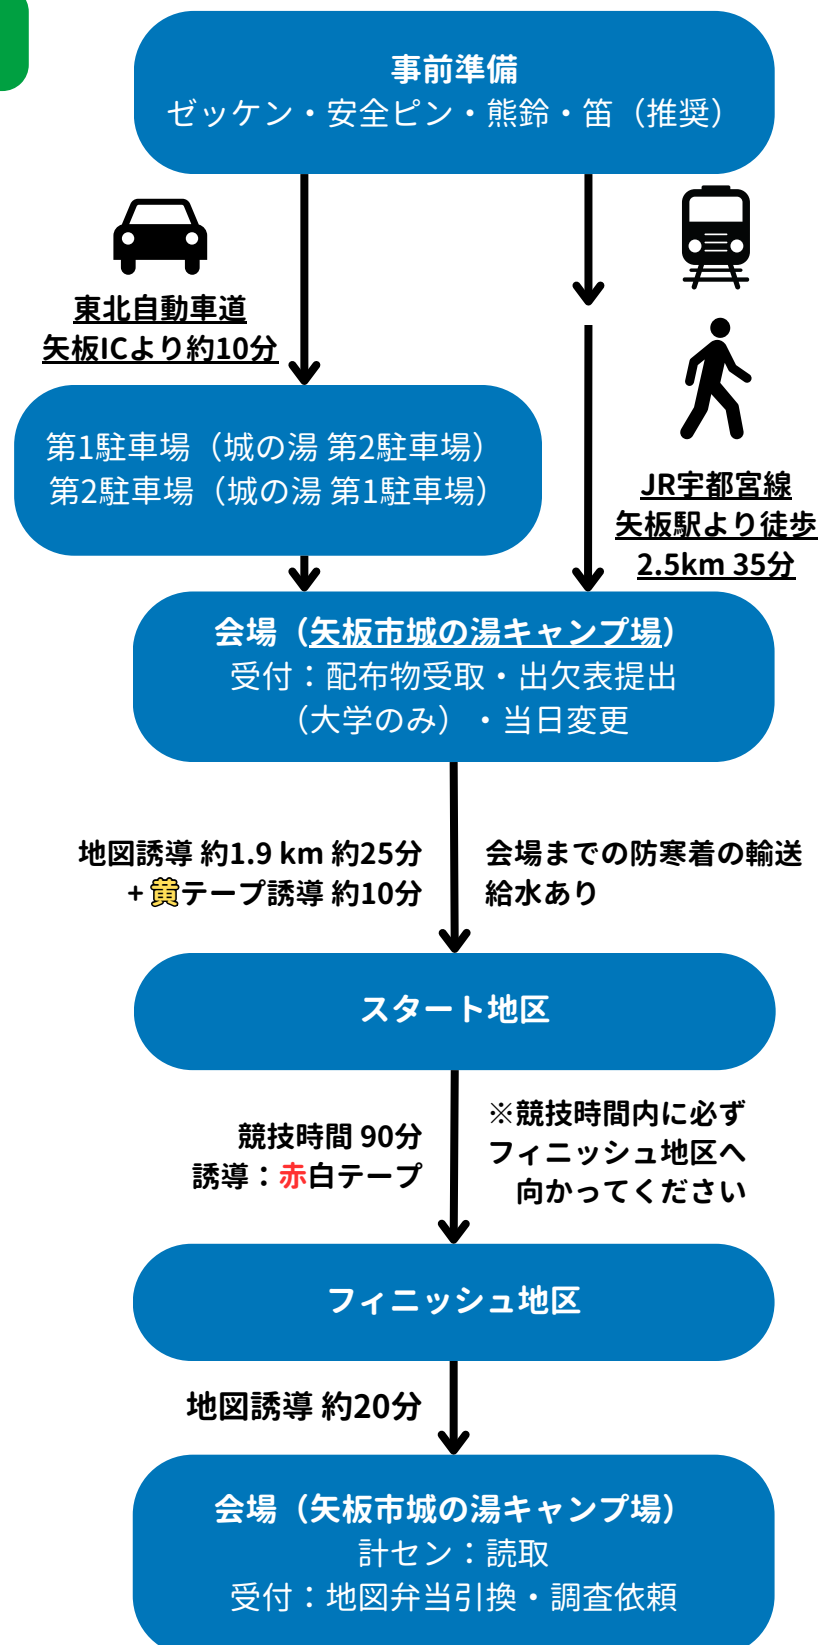 事前準備
ゼッケン・安全ピン・熊鈴・笛（推奨）
東北自動車道
矢板ICより約10分
第1駐車場（城の湯 第2駐車場）
第2駐車場（城の湯 第1駐車場）
JR宇都宮線
矢板駅より徒歩
2.5km 35分
会場（矢板市城の湯キャンプ場）
受付：配布物受取・出欠表提出
（大学のみ）・当日変更
地図誘導 約1.9 km 約25分
+ 黄テープ誘導 約10分
会場までの防寒着の輸送
給水あり
スタート地区
競技時間 90分
誘導：赤白テープ
※競技時間内に必ず
フィニッシュ地区へ
向かってください
フィニッシュ地区
地図誘導 約20分
会場（矢板市城の湯キャンプ場）
計セン：読取
受付：地図弁当引換・調査依頼